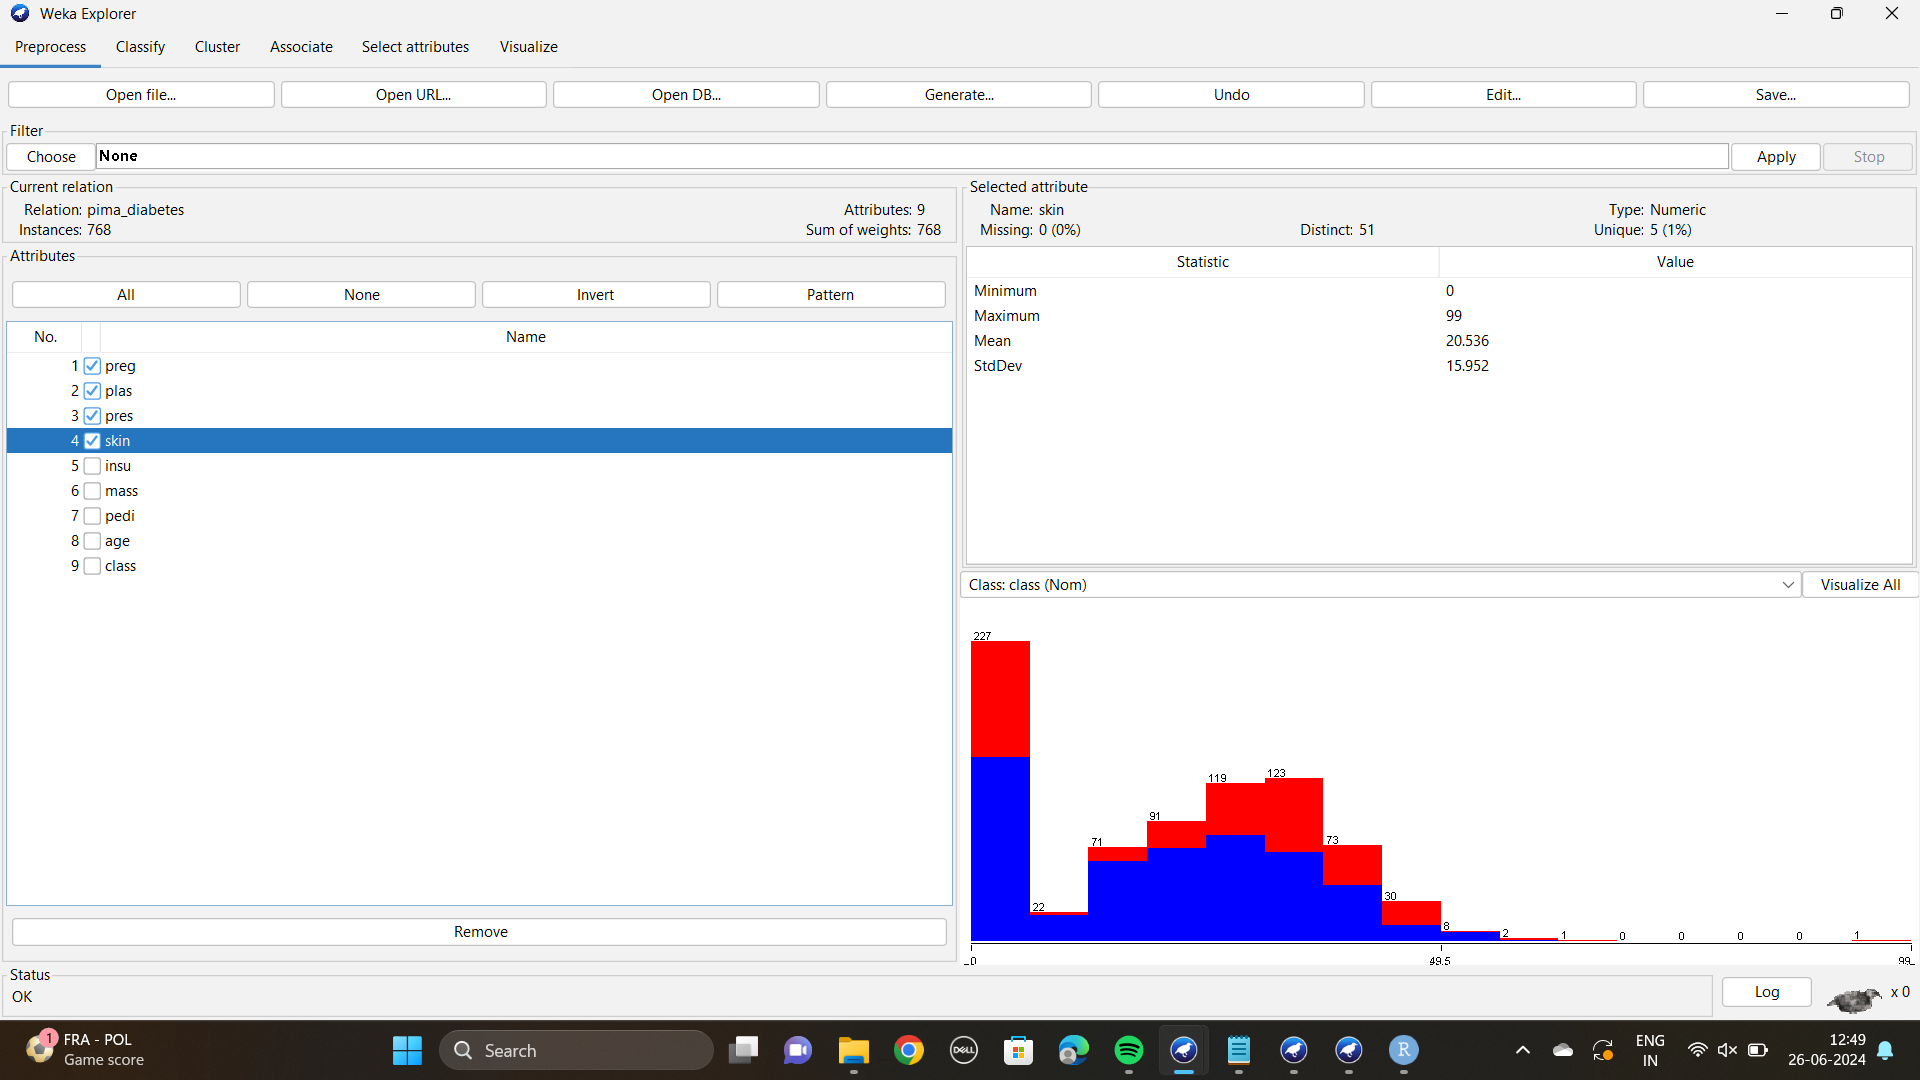 Weka Explorer
Preprocess Classify Cluster Associate Select attributes Visualize
Open file... Open URL... Open DB... Generate... Undo Edit... Save...
Filter
Choose None Apply Stop
Current relation
Relation: pima_diabetes Attributes: 9
Instances: 768 Sum of weights: 768
Selected attribute
Name: skin Type: Numeric
Missing: 0 (0%) Distinct: 51 Unique: 5 (1%)
Attributes
All None Invert Pattern
No. Name
1 preg
2 plas
3 pres
4 skin
5 insu
6 mass
7 pedi
8 age
9 class
Remove
Statistic Value
Minimum 0
Maximum 99
Mean 20.536
StdDev 15.952
Class: class (Nom) Visualize All
227
22
71
91
119
123
73
30
8
2
1
0
0
0
0
1
0 49.5 99
Status
OK
Log x 0
1
FRA - POL
Game score
Search
DELL
R
ENG
IN
12:49
26-06-2024